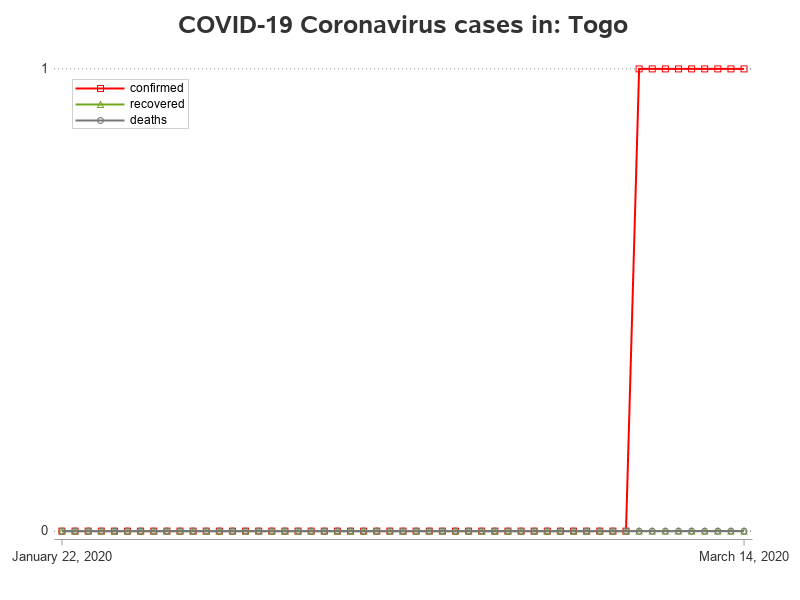 COVID-19 Coronavirus cases in: Togo
1
confirmed
recovered
deaths
0
January 22, 2020
March 14, 2020